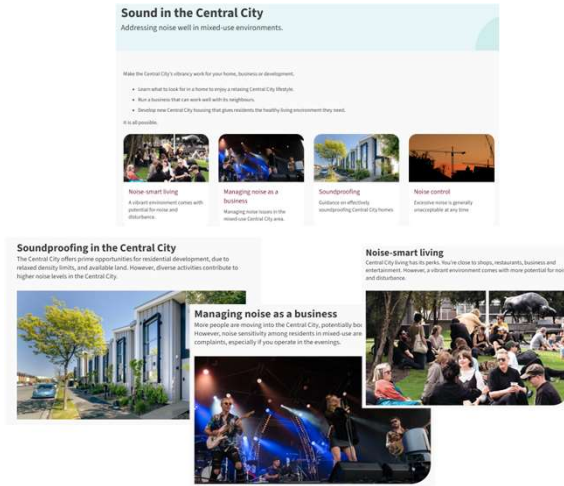 Sound in the Central City
Addressing noise well in mixed-use environments.
Make the Central City's vibrancy work for your home, business or development.
• Learn what to look for in a home to enjoy a relaxing Central City lifestyle.
• Run a business that can work well with its neighbours.
• Develop new Central City housing that gives residents the healthy living environment they need.
It is all possible.
Noise-smart living
A vibrant environment comes with
potential for noise and
disturbance.
Managing noise as a
business
Managing noise issues in the
mixed-use Central City area.
Soundproofing
Guidance on effectively
soundproofing Central City homes.
Noise control
Excessive noise is generally
unacceptable at any time
Soundproofing in the Central City
The Central City offers prime opportunities for residential development, due to
relaxed density limits, and available land. However, diverse activities contribute to
higher noise levels in the Central City.
Managing noise as a business
More people are moving into the Central City, potentially
However, noise sensitivity among residents in mixed-use are
complaints, especially if you operate in the evenings.
Noise-smart living
Central City living has its perks. You're close to shops, restaurants, business and
entertainment. However, a vibrant environment comes with more potential for
and disturbance.